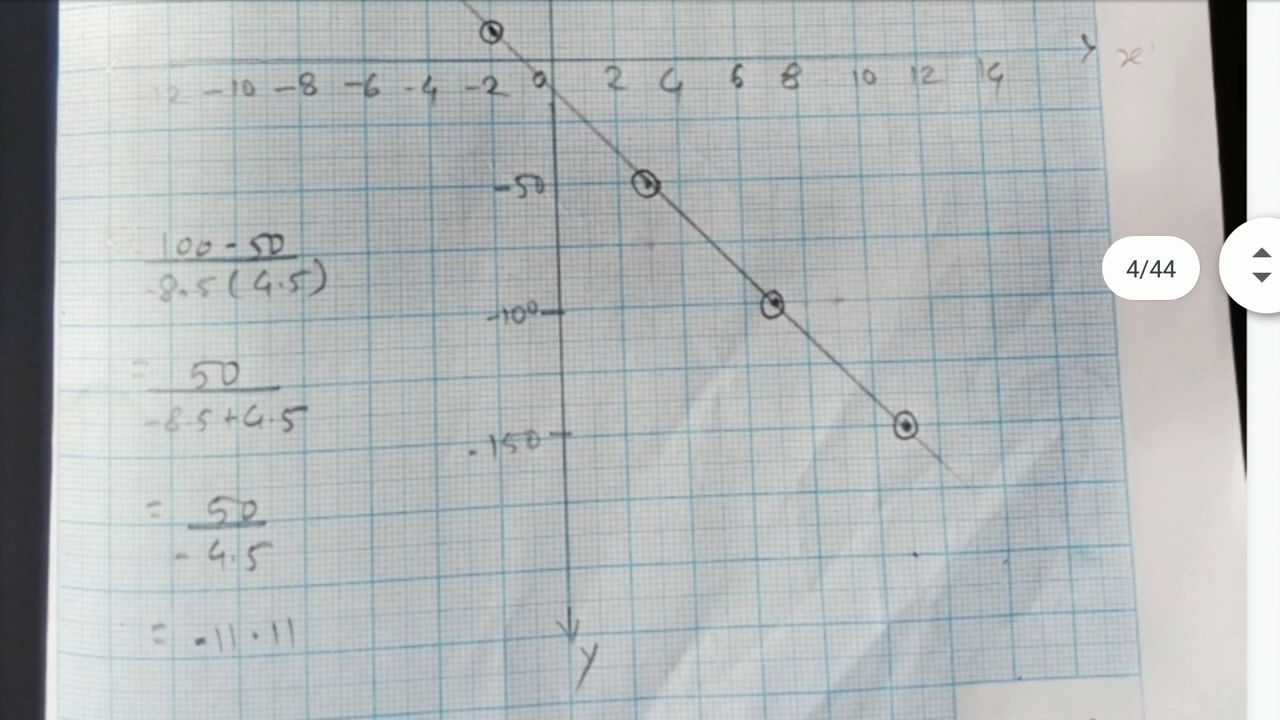 x'
-10 -8 -6 -4 -2 0 2 4 6 8 10 12 14
-50
100 - 50
8.5 ( 4.5 )
4/44
-100
= 50
-8.5 + 4.5
-150
= 50
- 4.5
= -11.11
y